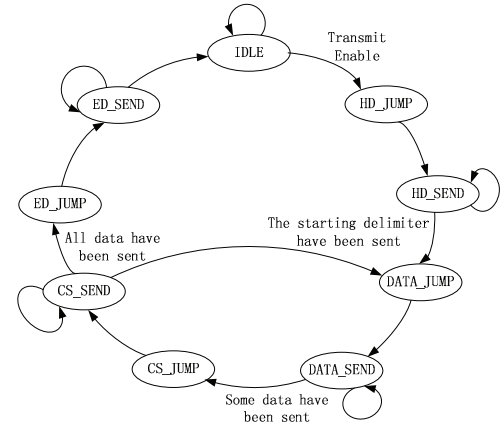 IDLE
Transmit
Enable
ED_SEND
HD_JUMP
HD_SEND
ED_JUMP
The starting delimiter
have been sent
All data have
been sent
CS_SEND
DATA_JUMP
CS_JUMP
DATA_SEND
Some data have
been sent